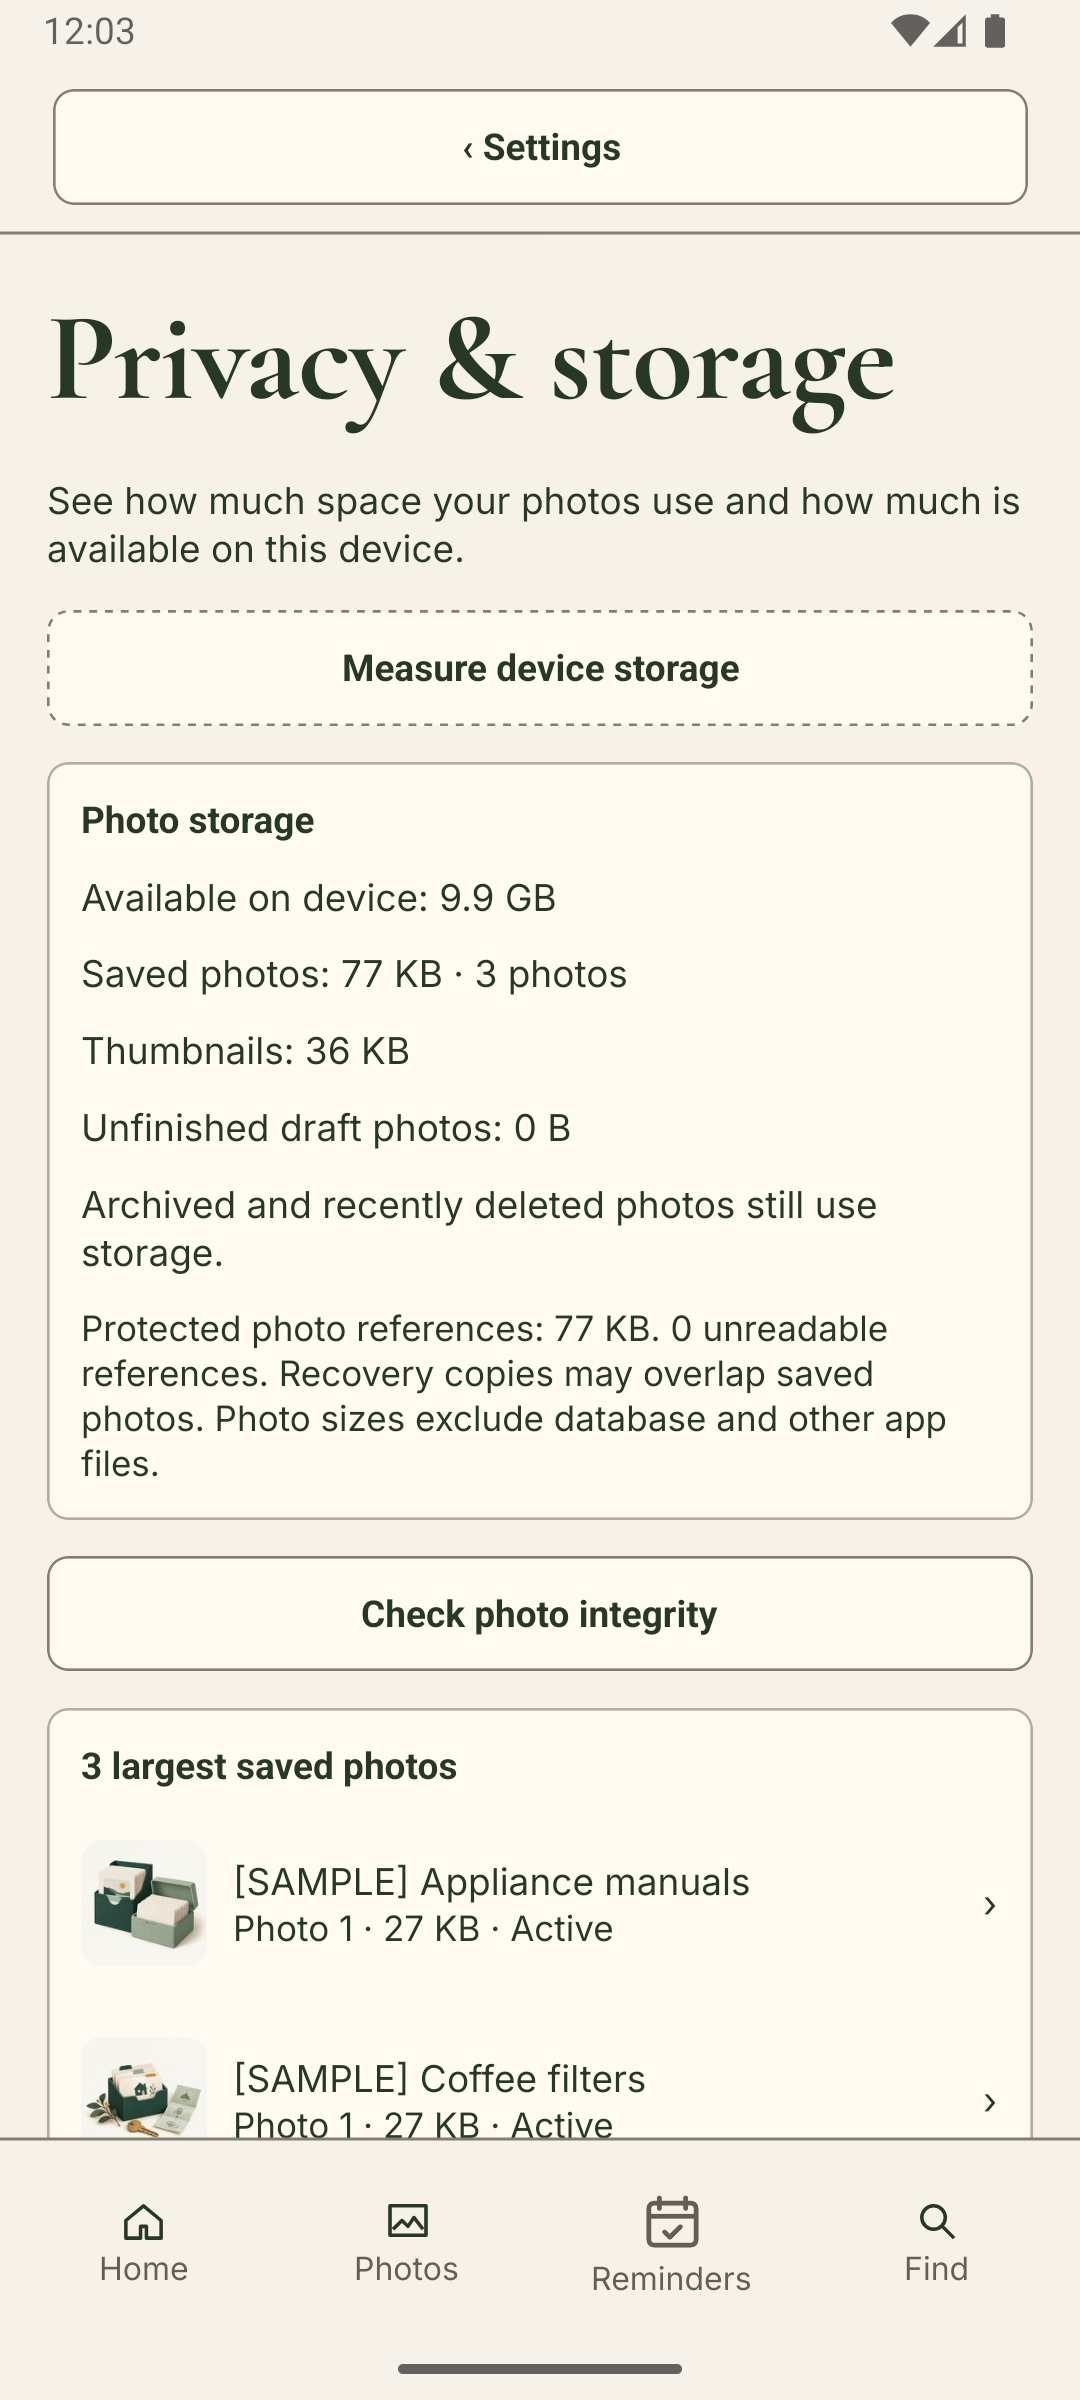 12:03
‹ Settings
Privacy & storage
See how much space your photos use and how much is
available on this device.
Measure device storage
Photo storage
Available on device: 9.9 GB
Saved photos: 77 KB · 3 photos
Thumbnails: 36 KB
Unfinished draft photos: 0 B
Archived and recently deleted photos still use
storage.
Protected photo references: 77 KB. 0 unreadable
references. Recovery copies may overlap saved
photos. Photo sizes exclude database and other app
files.
Check photo integrity
3 largest saved photos
[SAMPLE] Appliance manuals
Photo 1 · 27 KB · Active
›
[SAMPLE] Coffee filters
Photo 1 · 27 KB · Active
›
Home
Photos
Reminders
Find